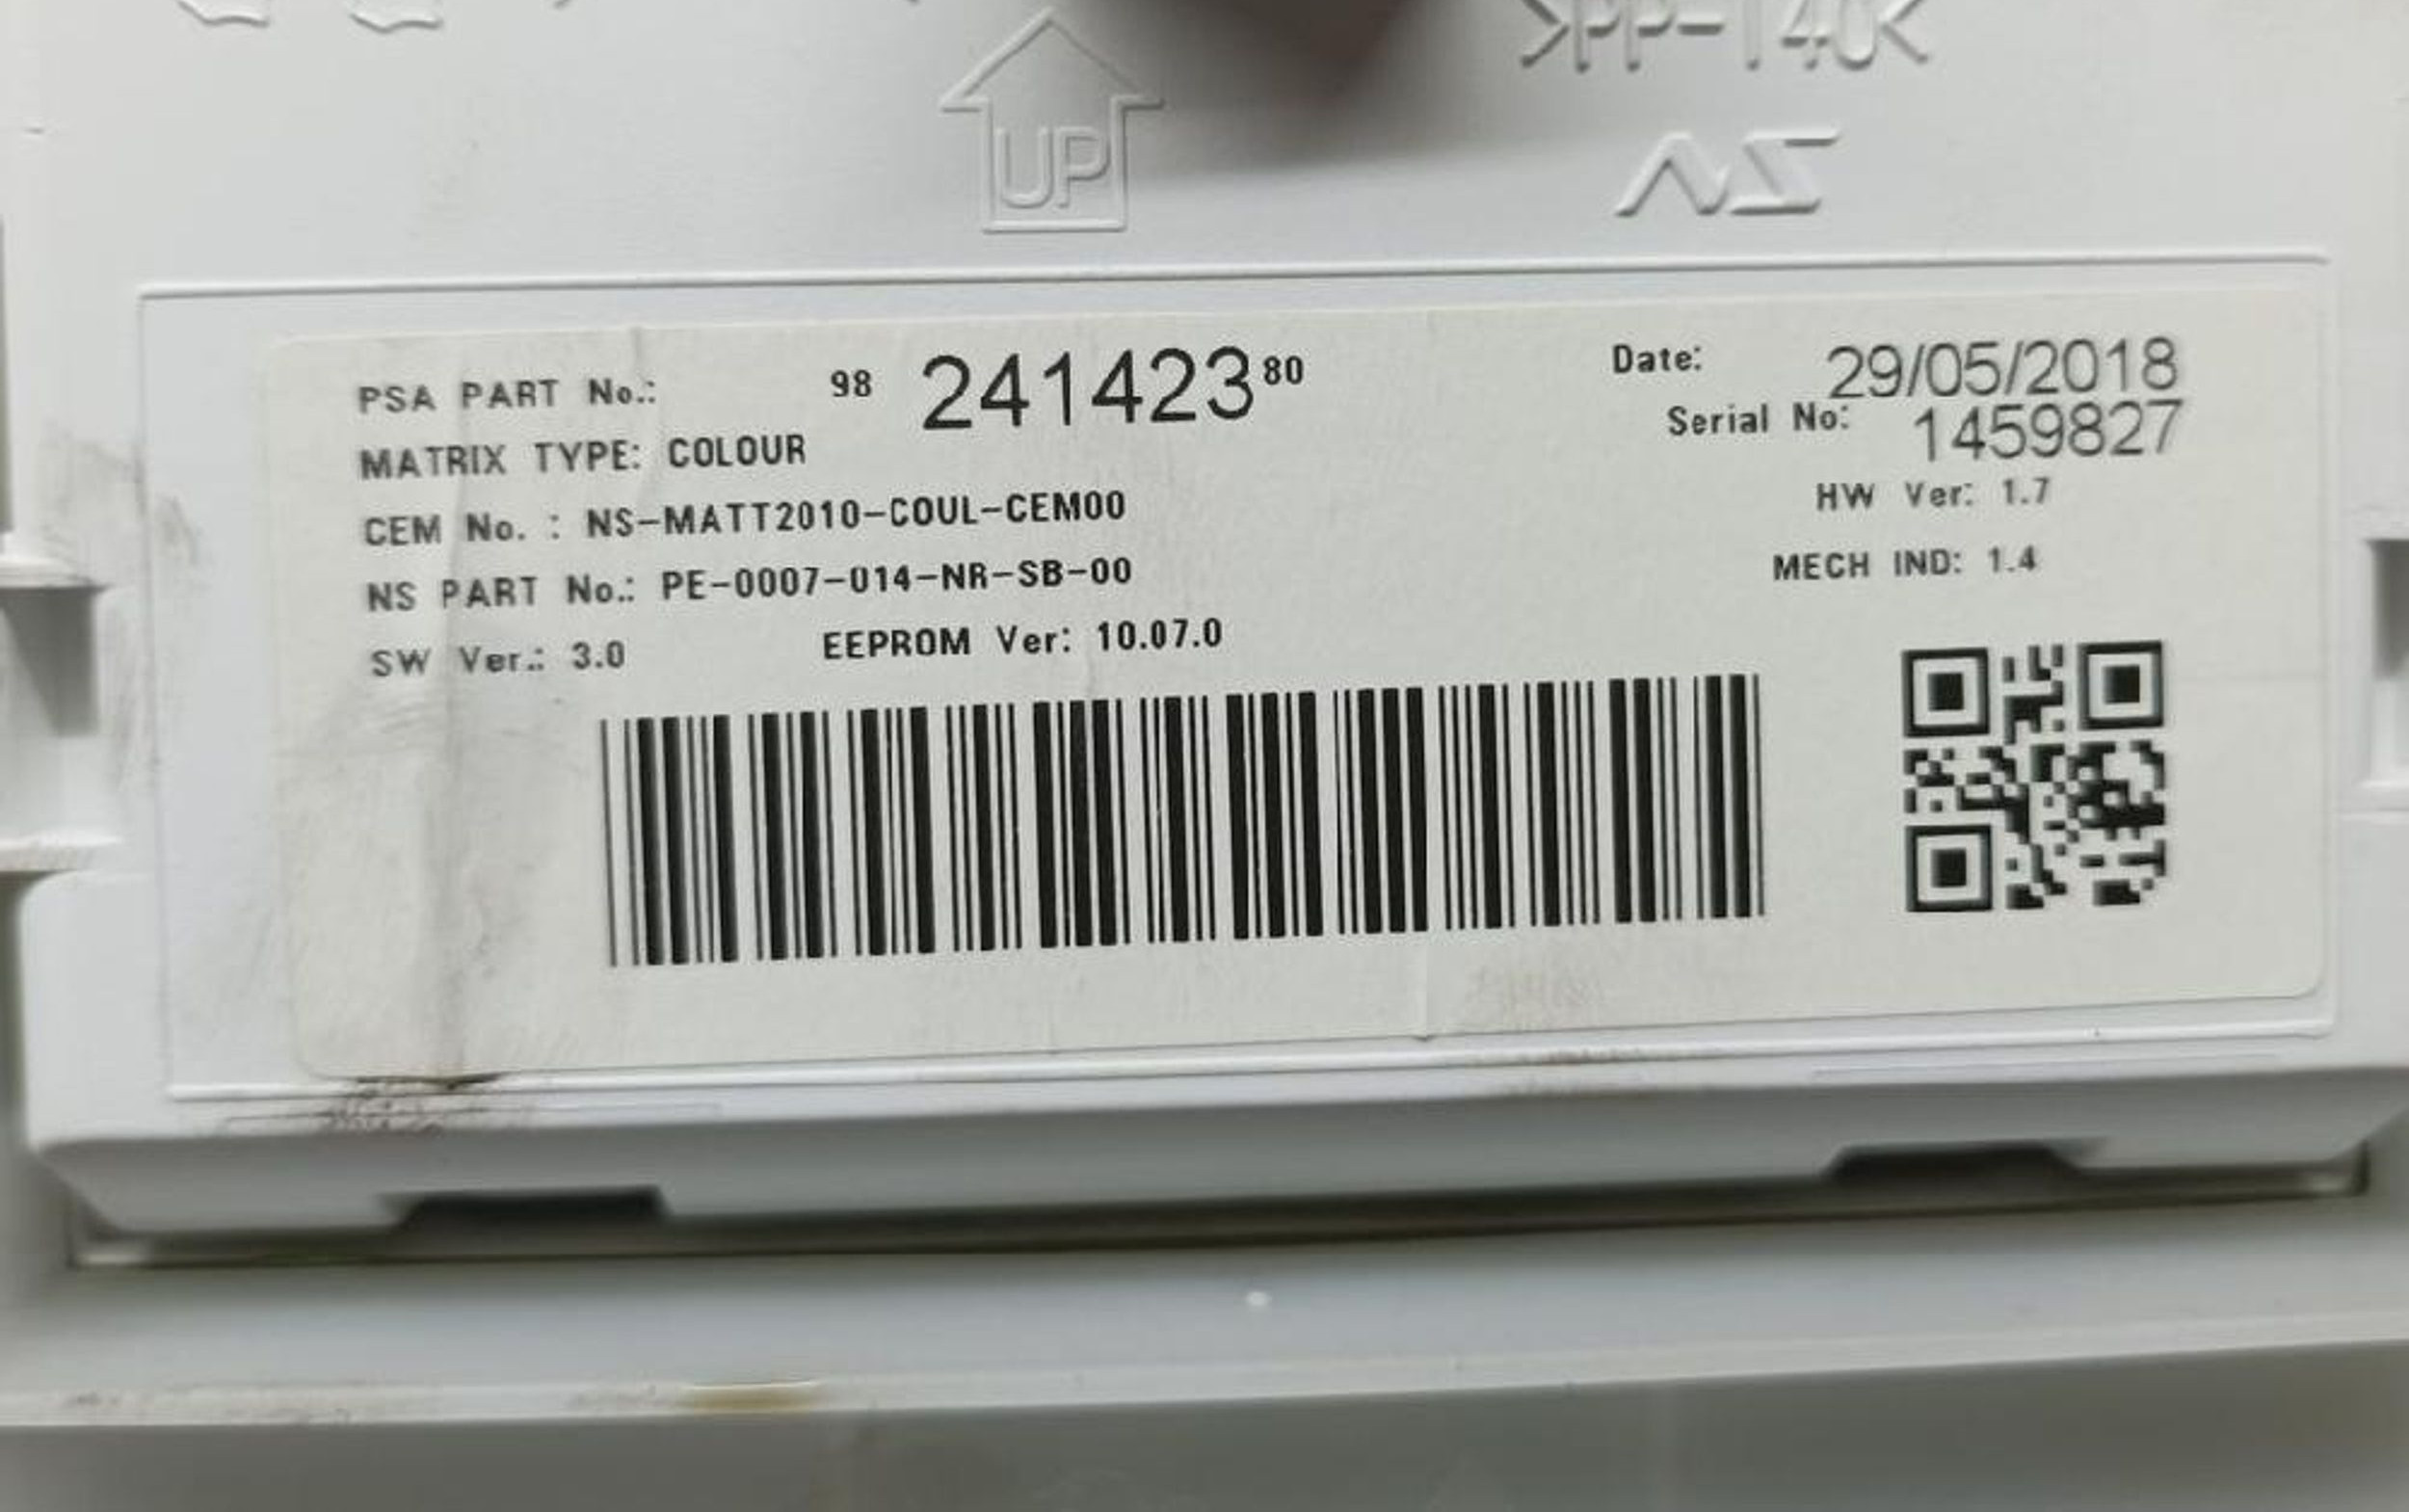 >PP-T40<
UP
NS
PSA PART No.: 98 241423 80
Date: 29/05/2018
MATRIX TYPE: COLOUR
Serial No: 1459827
CEM No. : NS-MATT2010-COUL-CEM00
HW Ver: 1.7
NS PART No.: PE-0007-014-NR-SB-00
MECH IND: 1.4
SW Ver.: 3.0 EEPROM Ver: 10.07.0